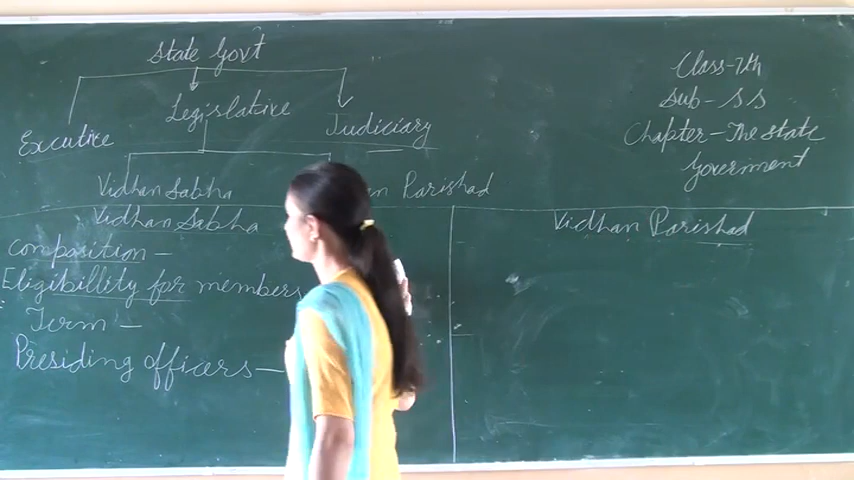 State Govt
Legislative
Excutive
Judiciary
Vidhan Sabha
Parishad
Class-7th
Sub-SS
Chapter-The state
Goverment
Vidhan Sabha
composition -
Eligibillity for members
Term -
Presiding officers-
Vidhan Parishad